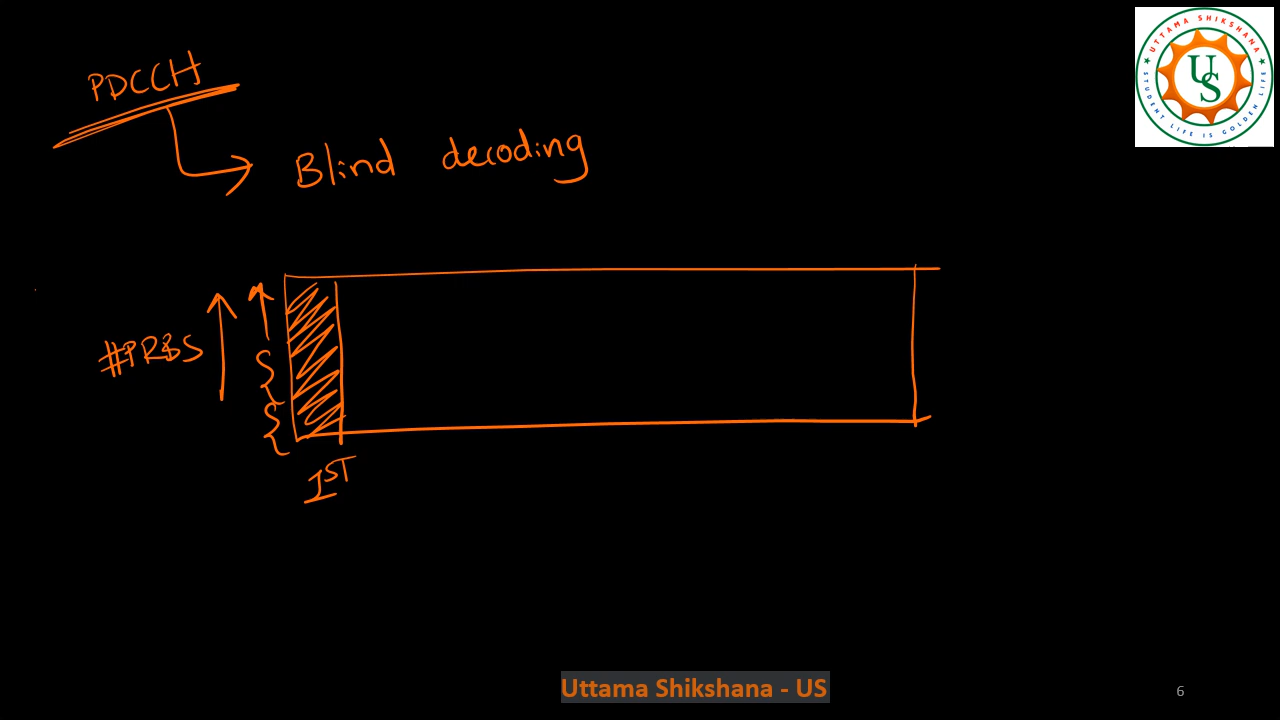 PDCCH
Blind decoding
#PRBS
1ST
UTTAMA SHIKSHANA
US
STUDENT LIFE IS GOLDEN LIFE
Uttama Shikshana - US
6